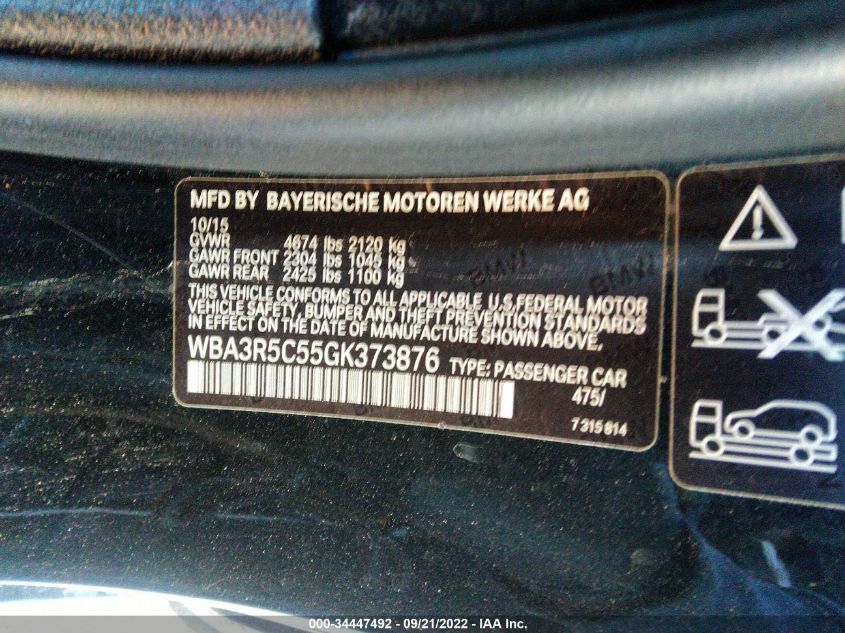 MFD BY BAYERISCHE MOTOREN WERKE AG
10/15
GVWR 4674 lbs 2120 kg
GAWR FRONT 2304 lbs 1045 kg
GAWR REAR 2425 lbs 1100 kg
THIS VEHICLE CONFORMS TO ALL APPLICABLE U.S. FEDERAL MOTOR
VEHICLE SAFETY, BUMPER AND THEFT PREVENTION STANDARDS
IN EFFECT ON THE DATE OF MANUFACTURE SHOWN ABOVE.
WBA3R5C55GK373876 TYPE: PASSENGER CAR
475/
7315814
000-34447492 - 09/21/2022 - IAA Inc.